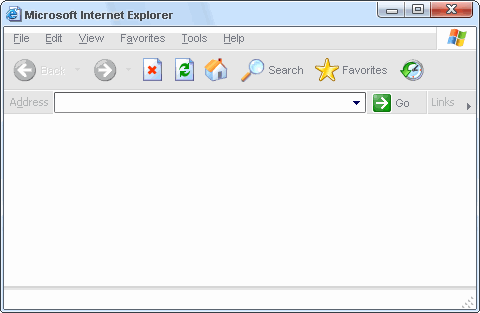 Microsoft Internet Explorer
File Edit View Favorites Tools Help
Back Search Favorites
Address Go Links